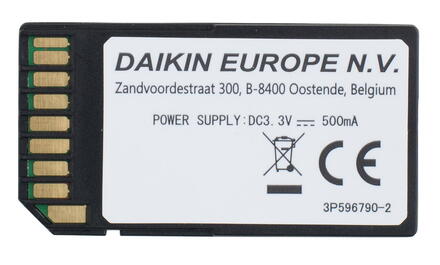 DAIKIN EUROPE N.V.
Zandvoordestraat 300, B-8400 Oostende, Belgium
POWER SUPPLY:DC3.3V ⎓ 500mA
CE
3P596790-2